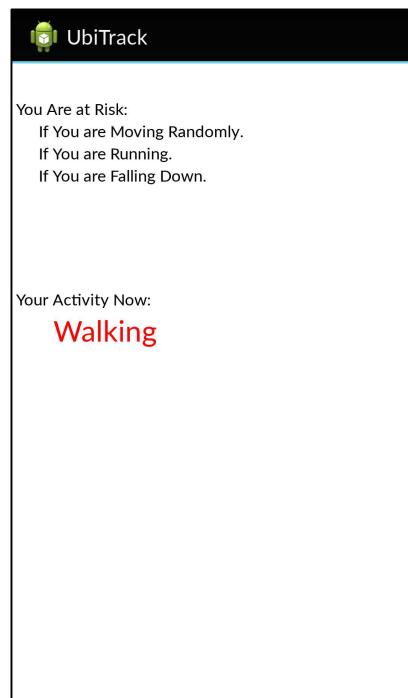 UbiTrack
You Are at Risk:
If You are Moving Randomly.
If You are Running.
If You are Falling Down.
Your Activity Now:
Walking